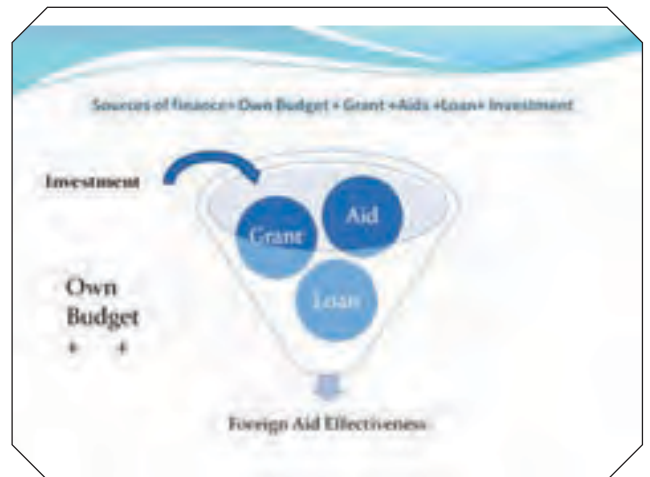 Sources of finance= Own Budget + Grant +Aids +Loan+ Investment
Investment
Aid
Grant
Loan
Own
Budget
+ +
Foreign Aid Effectiveness